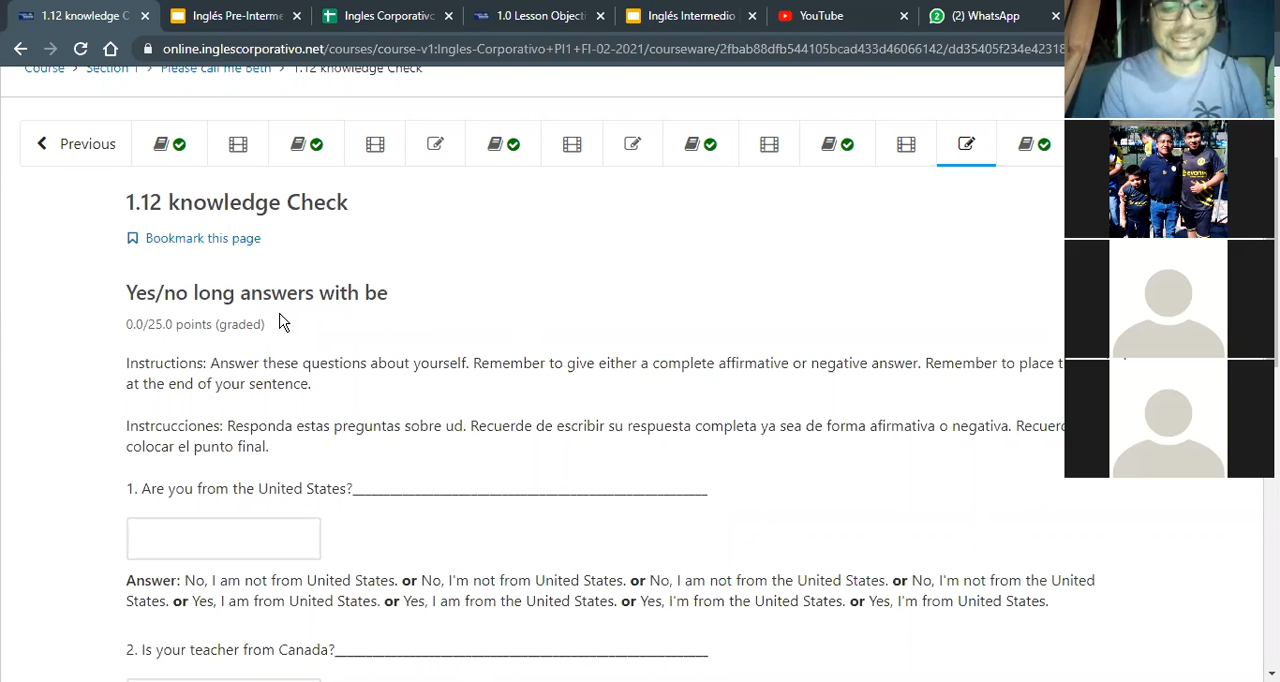 1.12 knowledge C
Inglés Pre-Interme
Ingles Corporativo
1.0 Lesson Objecti
Inglés Intermedio
YouTube
(2) WhatsApp
online.inglescorporativo.net/courses/course-v1:Ingles-Corporativo+PI1+FI-02-2021/courseware/2fbab88dfb544105bcad433d46066142/dd35405f234e42318
Course > Section 1 > Please call me Beth > 1.12 knowledge Check
Previous
1.12 knowledge Check
Bookmark this page
Yes/no long answers with be
0.0/25.0 points (graded)
Instructions: Answer these questions about yourself. Remember to give either a complete affirmative or negative answer. Remember to place t
at the end of your sentence.
Instrcucciones: Responda estas preguntas sobre ud. Recuerde de escribir su respuesta completa ya sea de forma afirmativa o negativa. Recuerd
colocar el punto final.
1. Are you from the United States?
Answer: No, I am not from United States. or No, I'm not from United States. or No, I am not from the United States. or No, I'm not from the United
States. or Yes, I am from United States. or Yes, I am from the United States. or Yes, I'm from the United States. or Yes, I'm from United States.
2. Is your teacher from Canada?